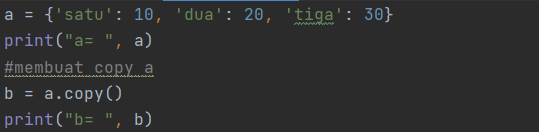 a = {'satu': 10, 'dua': 20, 'tiga': 30}
print("a= ", a)
#membuat copy a
b = a.copy()
print("b= ", b)